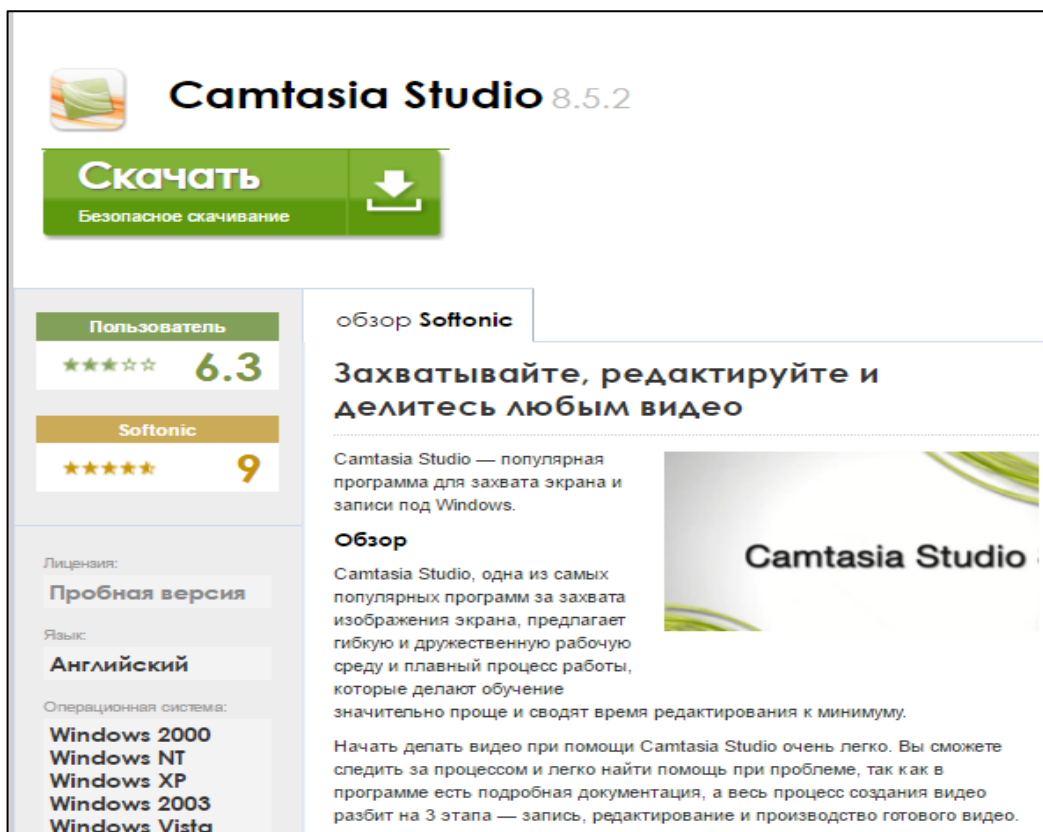 Camtasia Studio 8.5.2
Скачать
Безопасное скачивание
Пользователь
6.3
Softonic
9
Лицензия:
Пробная версия
Язык:
Английский
Операционная система:
Windows 2000
Windows NT
Windows XP
Windows 2003
Windows Vista
обзор Softonic
Захватывайте, редактируйте и
делитесь любым видео
Camtasia Studio — популярная
программа для захвата экрана и
записи под Windows.
Camtasia Studio
Обзор
Camtasia Studio, одна из самых
популярных программ за захвата
изображения экрана, предлагает
гибкую и дружественную рабочую
среду и плавный процесс работы,
которые делают обучение
значительно проще и сводят время редактирования к минимуму.
Начать делать видео при помощи Camtasia Studio очень легко. Вы сможете
следить за процессом и легко найти помощь при проблеме, так как в
программе есть подробная документация, а весь процесс создания видео
разбит на 3 этапа — запись, редактирование и производство готового видео.